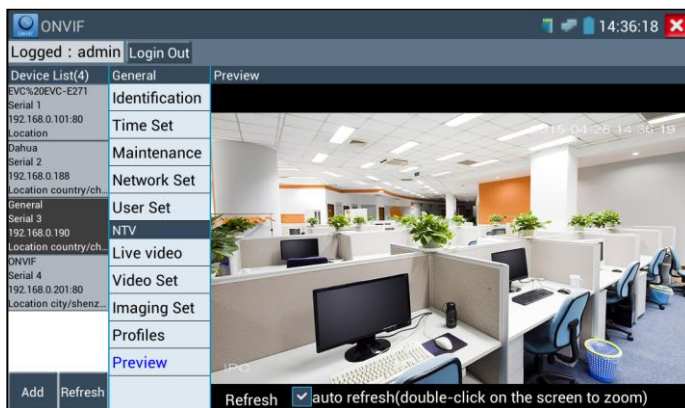 ONVIF
14:36:18
Logged : admin Login Out
Device List(4)
EVC%20EVC-E271
Serial 1
192.168.0.101:80
Location
Dahua
Serial 2
192.168.0.188
Location country/ch...
General
Serial 3
192.168.0.190
Location country/ch...
ONVIF
Serial 4
192.168.0.201:80
Location city/shenz...
Add Refresh
General
Identification
Time Set
Maintenance
Network Set
User Set
NTV
Live video
Video Set
Imaging Set
Profiles
Preview
Preview
2015-04-28 14:36:19
IPC
Refresh auto refresh(double-click on the screen to zoom)